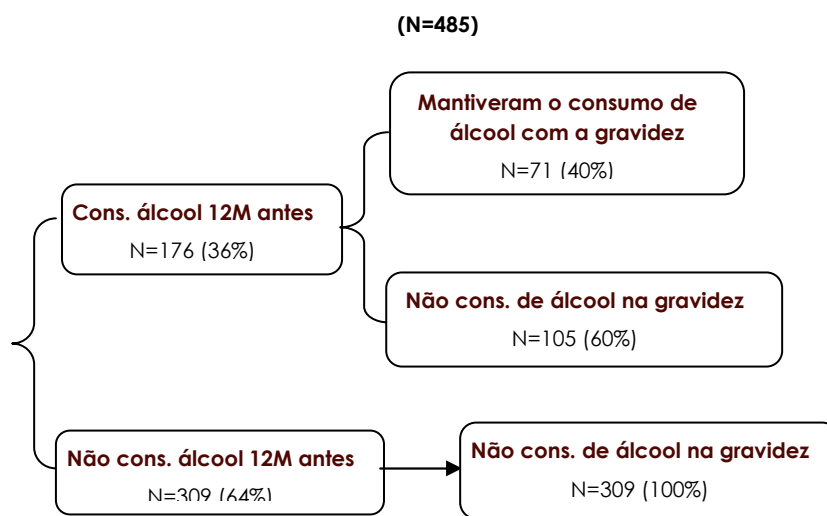 (N=485)
Mantiveram o consumo de
álcool com a gravidez
N=71 (40%)
Cons. álcool 12M antes
N=176 (36%)
Não cons. de álcool na gravidez
N=105 (60%)
Não cons. álcool 12M antes
N=309 (64%)
Não cons. de álcool na gravidez
N=309 (100%)